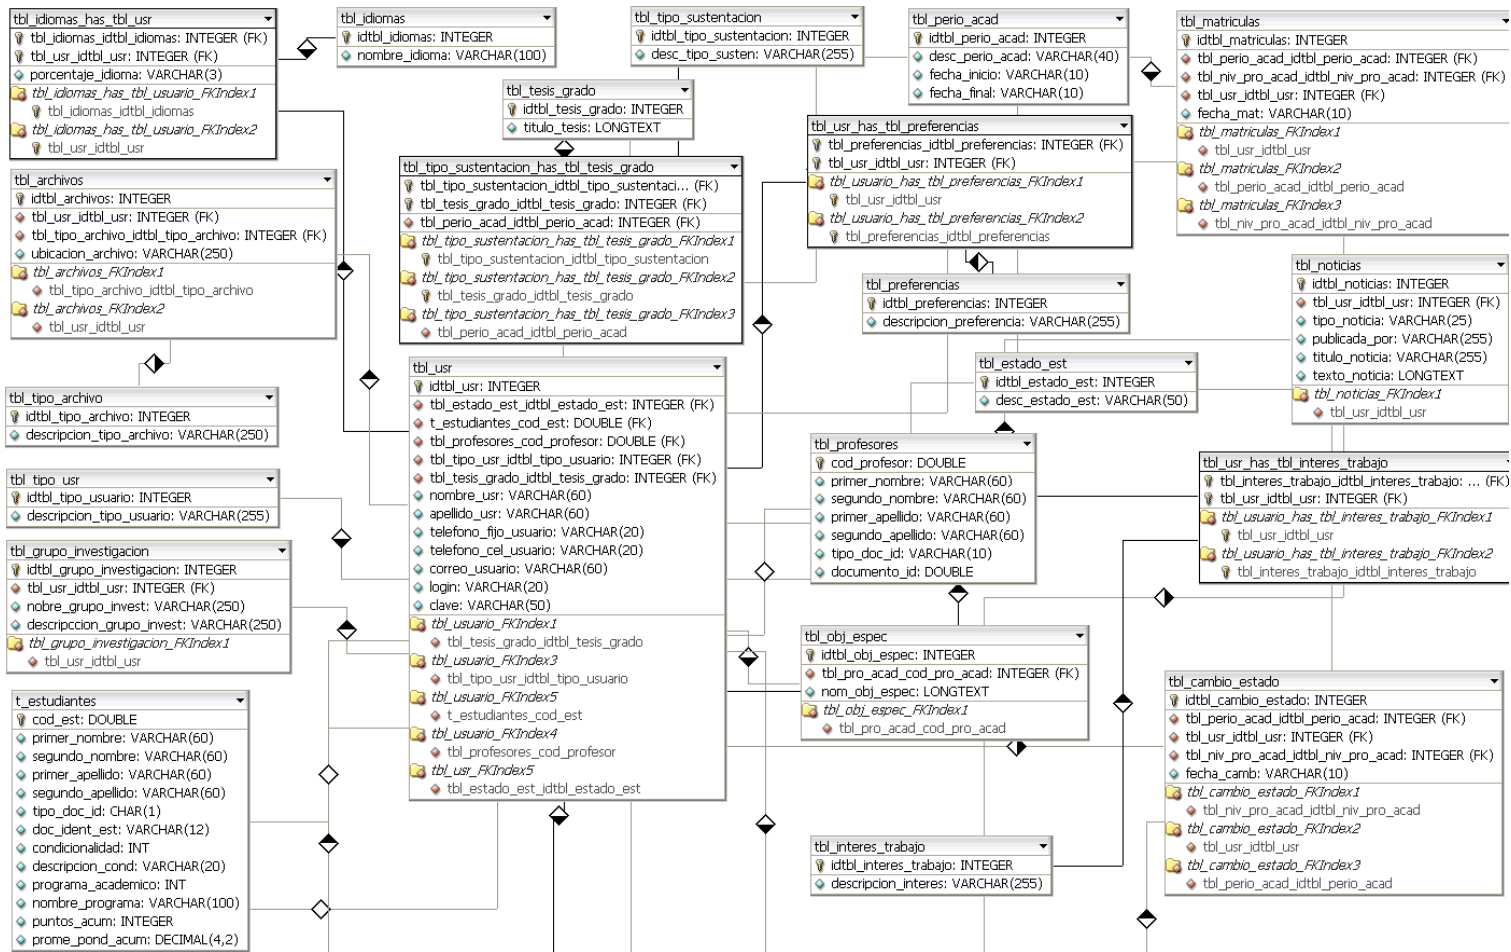 tbl_idiomas_has_tbl_usr
tbl_idiomas_idtbl_idiomas: INTEGER (FK)
tbl_usr_idtbl_usr: INTEGER (FK)
porcentaje_idioma: VARCHAR(3)
tbl_idiomas_has_tbl_usuario_FKIndex1
tbl_idiomas_idtbl_idiomas
tbl_idiomas_has_tbl_usuario_FKIndex2
tbl_usr_idtbl_usr
tbl_idiomas
idtbl_idiomas: INTEGER
nombre_idioma: VARCHAR(100)
tbl_tipo_sustentacion
idtbl_tipo_sustentacion: INTEGER
desc_tipo_susten: VARCHAR(255)
tbl_perio_acad
idtbl_perio_acad: INTEGER
desc_perio_acad: VARCHAR(40)
fecha_inicio: VARCHAR(10)
fecha_final: VARCHAR(10)
tbl_matriculas
idtbl_matriculas: INTEGER
tbl_perio_acad_idtbl_perio_acad: INTEGER (FK)
tbl_niv_pro_acad_idtbl_niv_pro_acad: INTEGER (FK)
tbl_usr_idtbl_usr: INTEGER (FK)
fecha_mat: VARCHAR(10)
tbl_matriculas_FKIndex1
tbl_usr_idtbl_usr
tbl_matriculas_FKIndex2
tbl_perio_acad_idtbl_perio_acad
tbl_matriculas_FKIndex3
tbl_niv_pro_acad_idtbl_niv_pro_acad
tbl_tesis_grado
idtbl_tesis_grado: INTEGER
titulo_tesis: LONGTEXT
tbl_usr_has_tbl_preferencias
tbl_preferencias_idtbl_preferencias: INTEGER (FK)
tbl_usr_idtbl_usr: INTEGER (FK)
tbl_usuario_has_tbl_preferencias_FKIndex1
tbl_usr_idtbl_usr
tbl_usuario_has_tbl_preferencias_FKIndex2
tbl_preferencias_idtbl_preferencias
tbl_tipo_sustentacion_has_tbl_tesis_grado
tbl_tipo_sustentacion_idtbl_tipo_sustentaci... (FK)
tbl_tesis_grado_idtbl_tesis_grado: INTEGER (FK)
tbl_perio_acad_idtbl_perio_acad: INTEGER (FK)
tbl_tipo_sustentacion_has_tbl_tesis_grado_FKIndex1
tbl_tipo_sustentacion_idtbl_tipo_sustentacion
tbl_tipo_sustentacion_has_tbl_tesis_grado_FKIndex2
tbl_tesis_grado_idtbl_tesis_grado
tbl_tipo_sustentacion_has_tbl_tesis_grado_FKIndex3
tbl_perio_acad_idtbl_perio_acad
tbl_archivos
idtbl_archivos: INTEGER
tbl_usr_idtbl_usr: INTEGER (FK)
tbl_tipo_archivo_idtbl_tipo_archivo: INTEGER (FK)
ubicacion_archivo: VARCHAR(250)
tbl_archivos_FKIndex1
tbl_tipo_archivo_idtbl_tipo_archivo
tbl_archivos_FKIndex2
tbl_usr_idtbl_usr
tbl_noticias
idtbl_noticias: INTEGER
tbl_usr_idtbl_usr: INTEGER (FK)
tipo_noticia: VARCHAR(25)
publicada_por: VARCHAR(255)
titulo_noticia: VARCHAR(255)
texto_noticia: LONGTEXT
tbl_noticias_FKIndex1
tbl_usr_idtbl_usr
tbl_preferencias
idtbl_preferencias: INTEGER
descripcion_preferencia: VARCHAR(255)
tbl_estado_est
idtbl_estado_est: INTEGER
desc_estado_est: VARCHAR(50)
tbl_usr
idtbl_usr: INTEGER
tbl_estado_est_idtbl_estado_est: INTEGER (FK)
t_estudiantes_cod_est: DOUBLE (FK)
tbl_profesores_cod_profesor: DOUBLE (FK)
tbl_tipo_usr_idtbl_tipo_usuario: INTEGER (FK)
tbl_tesis_grado_idtbl_tesis_grado: INTEGER (FK)
nombre_usr: VARCHAR(60)
apellido_usr: VARCHAR(60)
telefono_fijo_usuario: VARCHAR(20)
telefono_cel_usuario: VARCHAR(20)
correo_usuario: VARCHAR(60)
login: VARCHAR(20)
clave: VARCHAR(50)
tbl_usuario_FKIndex1
tbl_tesis_grado_idtbl_tesis_grado
tbl_usuario_FKIndex3
tbl_tipo_usr_idtbl_tipo_usuario
tbl_usuario_FKIndex5
t_estudiantes_cod_est
tbl_usuario_FKIndex4
tbl_profesores_cod_profesor
tbl_usr_FKIndex5
tbl_estado_est_idtbl_estado_est
tbl_tipo_archivo
idtbl_tipo_archivo: INTEGER
descripcion_tipo_archivo: VARCHAR(250)
tbl_tipo_usr
idtbl_tipo_usuario: INTEGER
descripcion_tipo_usuario: VARCHAR(255)
tbl_profesores
cod_profesor: DOUBLE
primer_nombre: VARCHAR(60)
segundo_nombre: VARCHAR(60)
primer_apellido: VARCHAR(60)
segundo_apellido: VARCHAR(60)
tipo_doc_id: VARCHAR(10)
documento_id: DOUBLE
tbl_usr_has_tbl_interes_trabajo
tbl_interes_trabajo_idtbl_interes_trabajo: ... (FK)
tbl_usr_idtbl_usr: INTEGER (FK)
tbl_usuario_has_tbl_interes_trabajo_FKIndex1
tbl_usr_idtbl_usr
tbl_usuario_has_tbl_interes_trabajo_FKIndex2
tbl_interes_trabajo_idtbl_interes_trabajo
tbl_grupo_investigacion
idtbl_grupo_investigacion: INTEGER
tbl_usr_idtbl_usr: INTEGER (FK)
nobre_grupo_invest: VARCHAR(250)
descripccion_grupo_invest: VARCHAR(250)
tbl_grupo_investigacion_FKIndex1
tbl_usr_idtbl_usr
tbl_obj_espec
idtbl_obj_espec: INTEGER
tbl_pro_acad_cod_pro_acad: INTEGER (FK)
nom_obj_espec: LONGTEXT
tbl_obj_espec_FKIndex1
tbl_pro_acad_cod_pro_acad
tbl_cambio_estado
idtbl_cambio_estado: INTEGER
tbl_perio_acad_idtbl_perio_acad: INTEGER (FK)
tbl_usr_idtbl_usr: INTEGER (FK)
tbl_niv_pro_acad_idtbl_niv_pro_acad: INTEGER (FK)
fecha_camb: VARCHAR(10)
tbl_cambio_estado_FKIndex1
tbl_niv_pro_acad_idtbl_niv_pro_acad
tbl_cambio_estado_FKIndex2
tbl_usr_idtbl_usr
tbl_cambio_estado_FKIndex3
tbl_perio_acad_idtbl_perio_acad
t_estudiantes
cod_est: DOUBLE
primer_nombre: VARCHAR(60)
segundo_nombre: VARCHAR(60)
primer_apellido: VARCHAR(60)
segundo_apellido: VARCHAR(60)
tipo_doc_id: CHAR(1)
doc_ident_est: VARCHAR(12)
condicionalidad: INT
descripcion_cond: VARCHAR(20)
programa_academico: INT
nombre_programa: VARCHAR(100)
puntos_acum: INTEGER
prome_pond_acum: DECIMAL(4,2)
tbl_interes_trabajo
idtbl_interes_trabajo: INTEGER
descripcion_interes: VARCHAR(255)